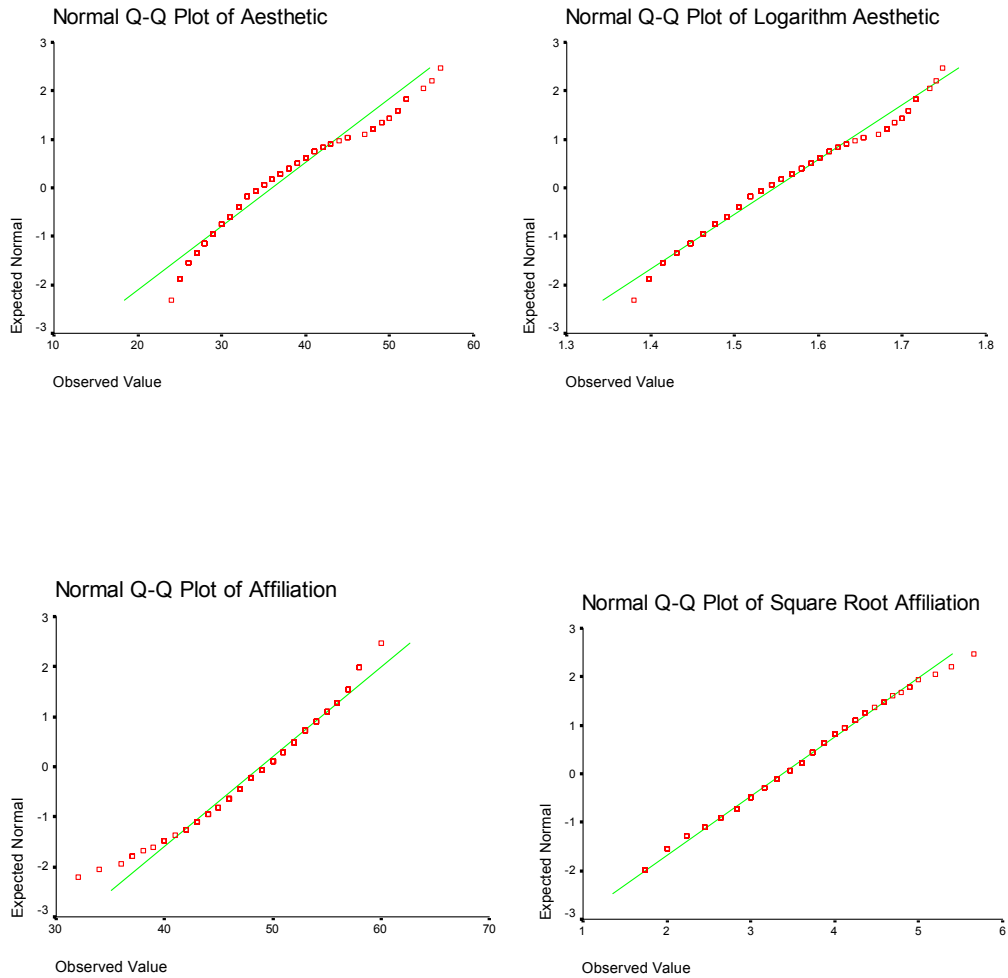 Normal Q-Q Plot of Aesthetic
3
2
1
0
-1
-2
-3
Expected Normal
10 20 30 40 50 60
Observed Value
Normal Q-Q Plot of Logarithm Aesthetic
3
2
1
0
-1
-2
-3
Expected Normal
1.3 1.4 1.5 1.6 1.7 1.8
Observed Value
Normal Q-Q Plot of Affiliation
3
2
1
0
-1
-2
-3
Expected Normal
30 40 50 60 70
Observed Value
Normal Q-Q Plot of Square Root Affiliation
3
2
1
0
-1
-2
-3
Expected Normal
1 2 3 4 5 6
Observed Value